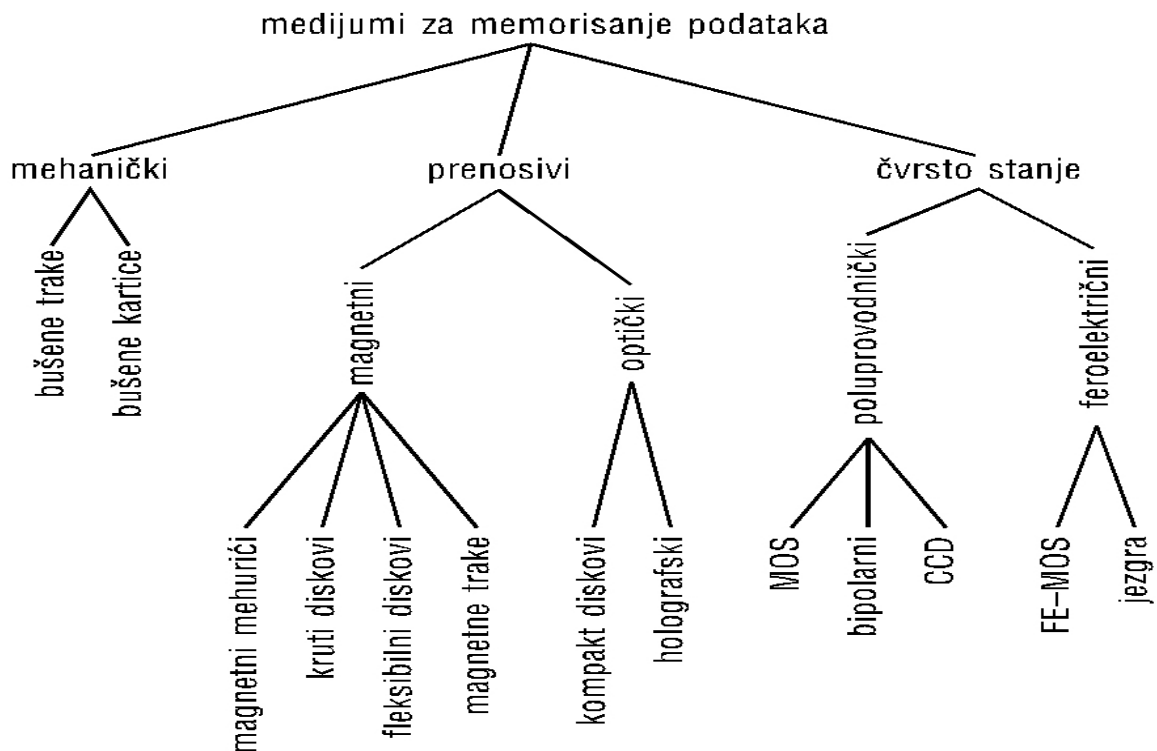 medijumi za memorisanje podataka
mehanički
prenosivi
čvrsto stanje
bušene trake
bušene kartice
magnetni
optički
poluprovodnički
feroelektrični
magnetni mehurići
kruti diskovi
fleksibilni diskovi
magnetne trake
kompakt diskovi
holografski
MOS
bipolarni
CCD
FE-MOS
jezgra